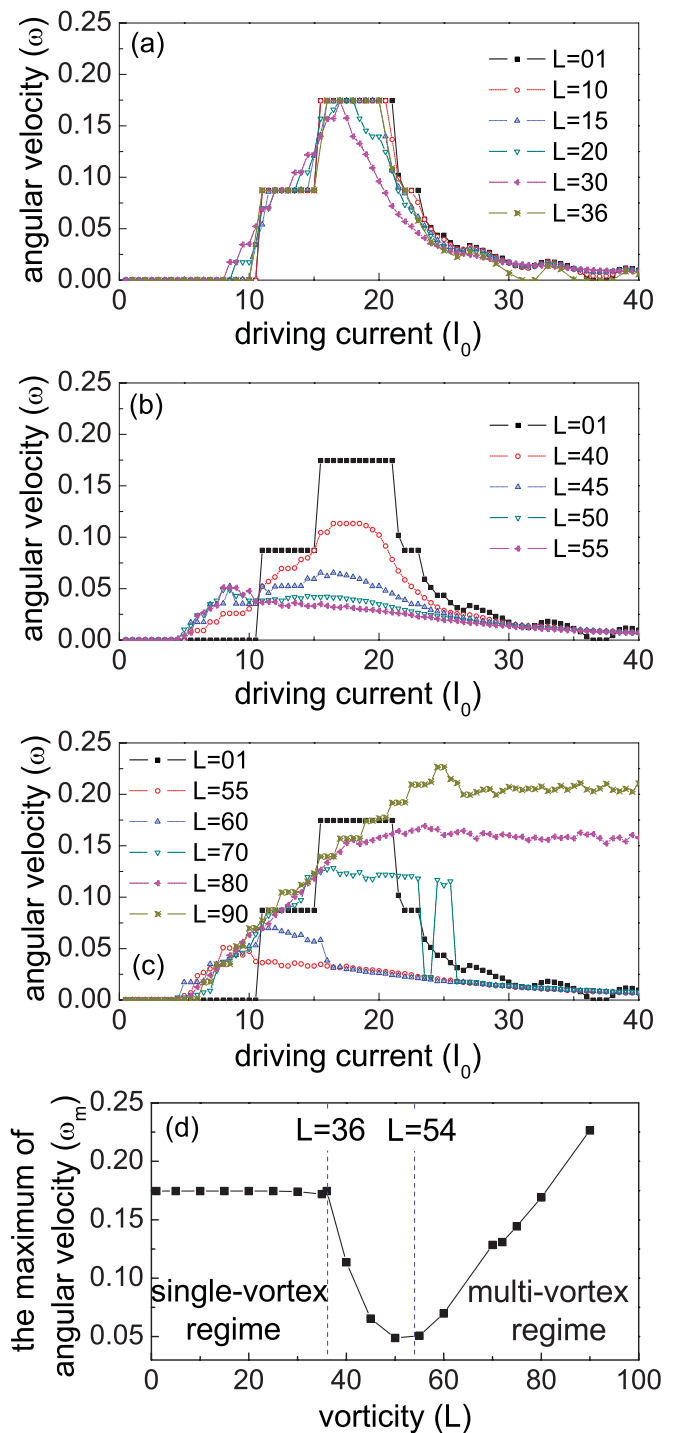 (a)
angular velocity (ω)
0.25
0.20
0.15
0.10
0.05
0.00
L=01
L=10
L=15
L=20
L=30
L=36
0 10 20 30 40
driving current (I₀)
(b)
angular velocity (ω)
0.25
0.20
0.15
0.10
0.05
0.00
L=01
L=40
L=45
L=50
L=55
0 10 20 30 40
driving current (I₀)
(c)
angular velocity (ω)
0.25
0.20
0.15
0.10
0.05
0.00
L=01
L=55
L=60
L=70
L=80
L=90
0 10 20 30 40
driving current (I₀)
(d)
the maximum of
angular velocity (ωₘ)
0.25
0.20
0.15
0.10
0.05
L=36
L=54
single-vortex
regime
multi-vortex
regime
0 20 40 60 80 100
vorticity (L)